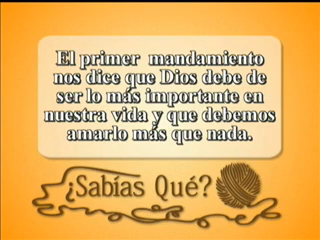 El primer mandamiento
nos dice que Dios debe de
ser lo más importante en
nuestra vida y que debemos
amarlo más que nada.
¿Sabías Qué?